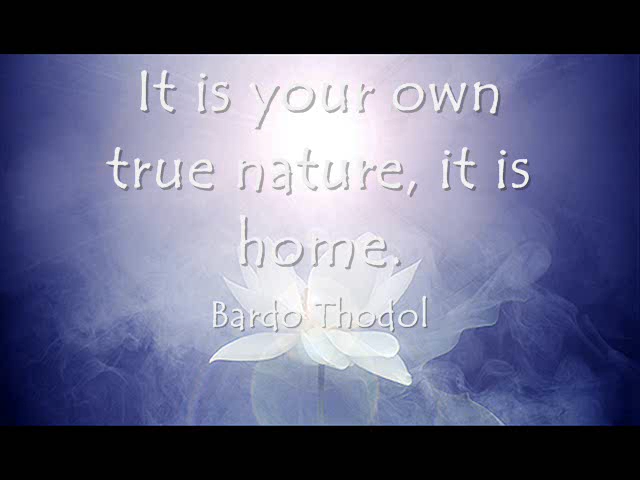 It is your own
true nature, it is
home.
Bardo Thodol